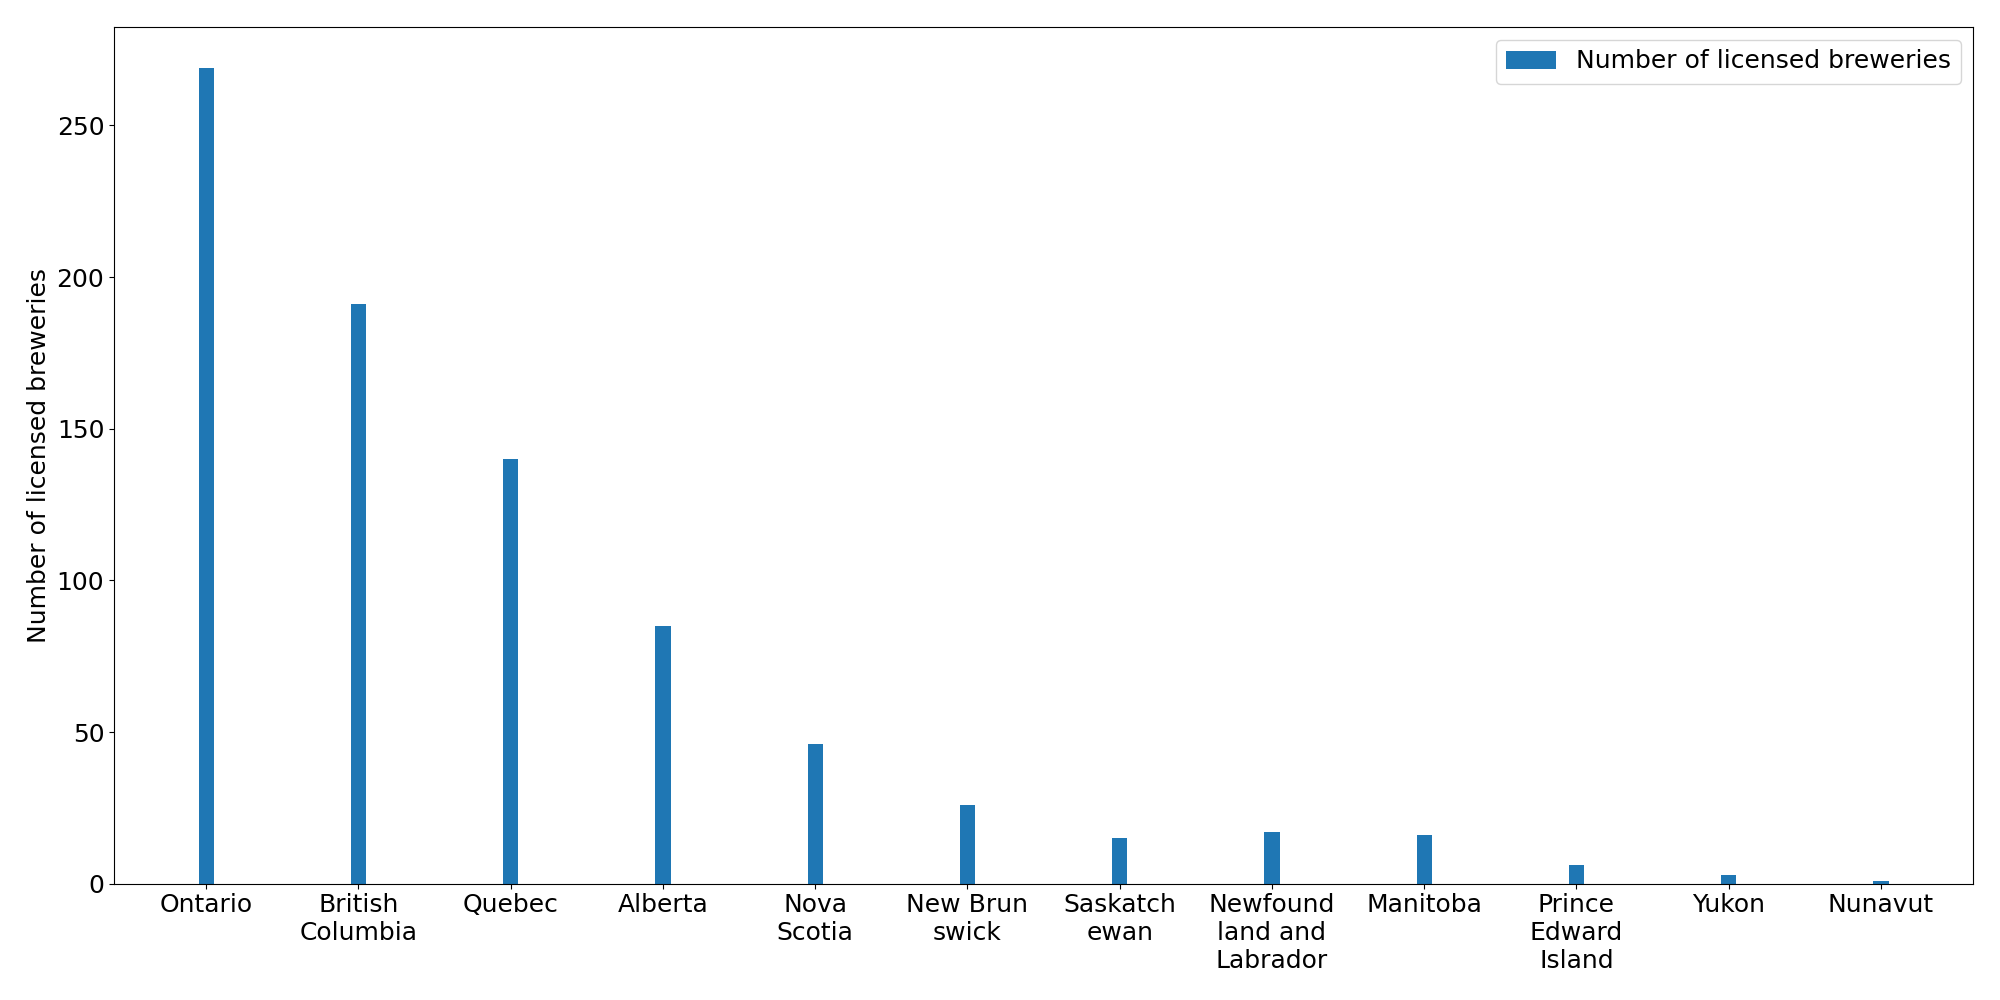 Number of licensed breweries
Number of licensed breweries
250
200
150
100
50
0
Ontario
British
Columbia
Quebec
Alberta
Nova
Scotia
New Brun
swick
Saskatch
ewan
Newfound
land and
Labrador
Manitoba
Prince
Edward
Island
Yukon
Nunavut